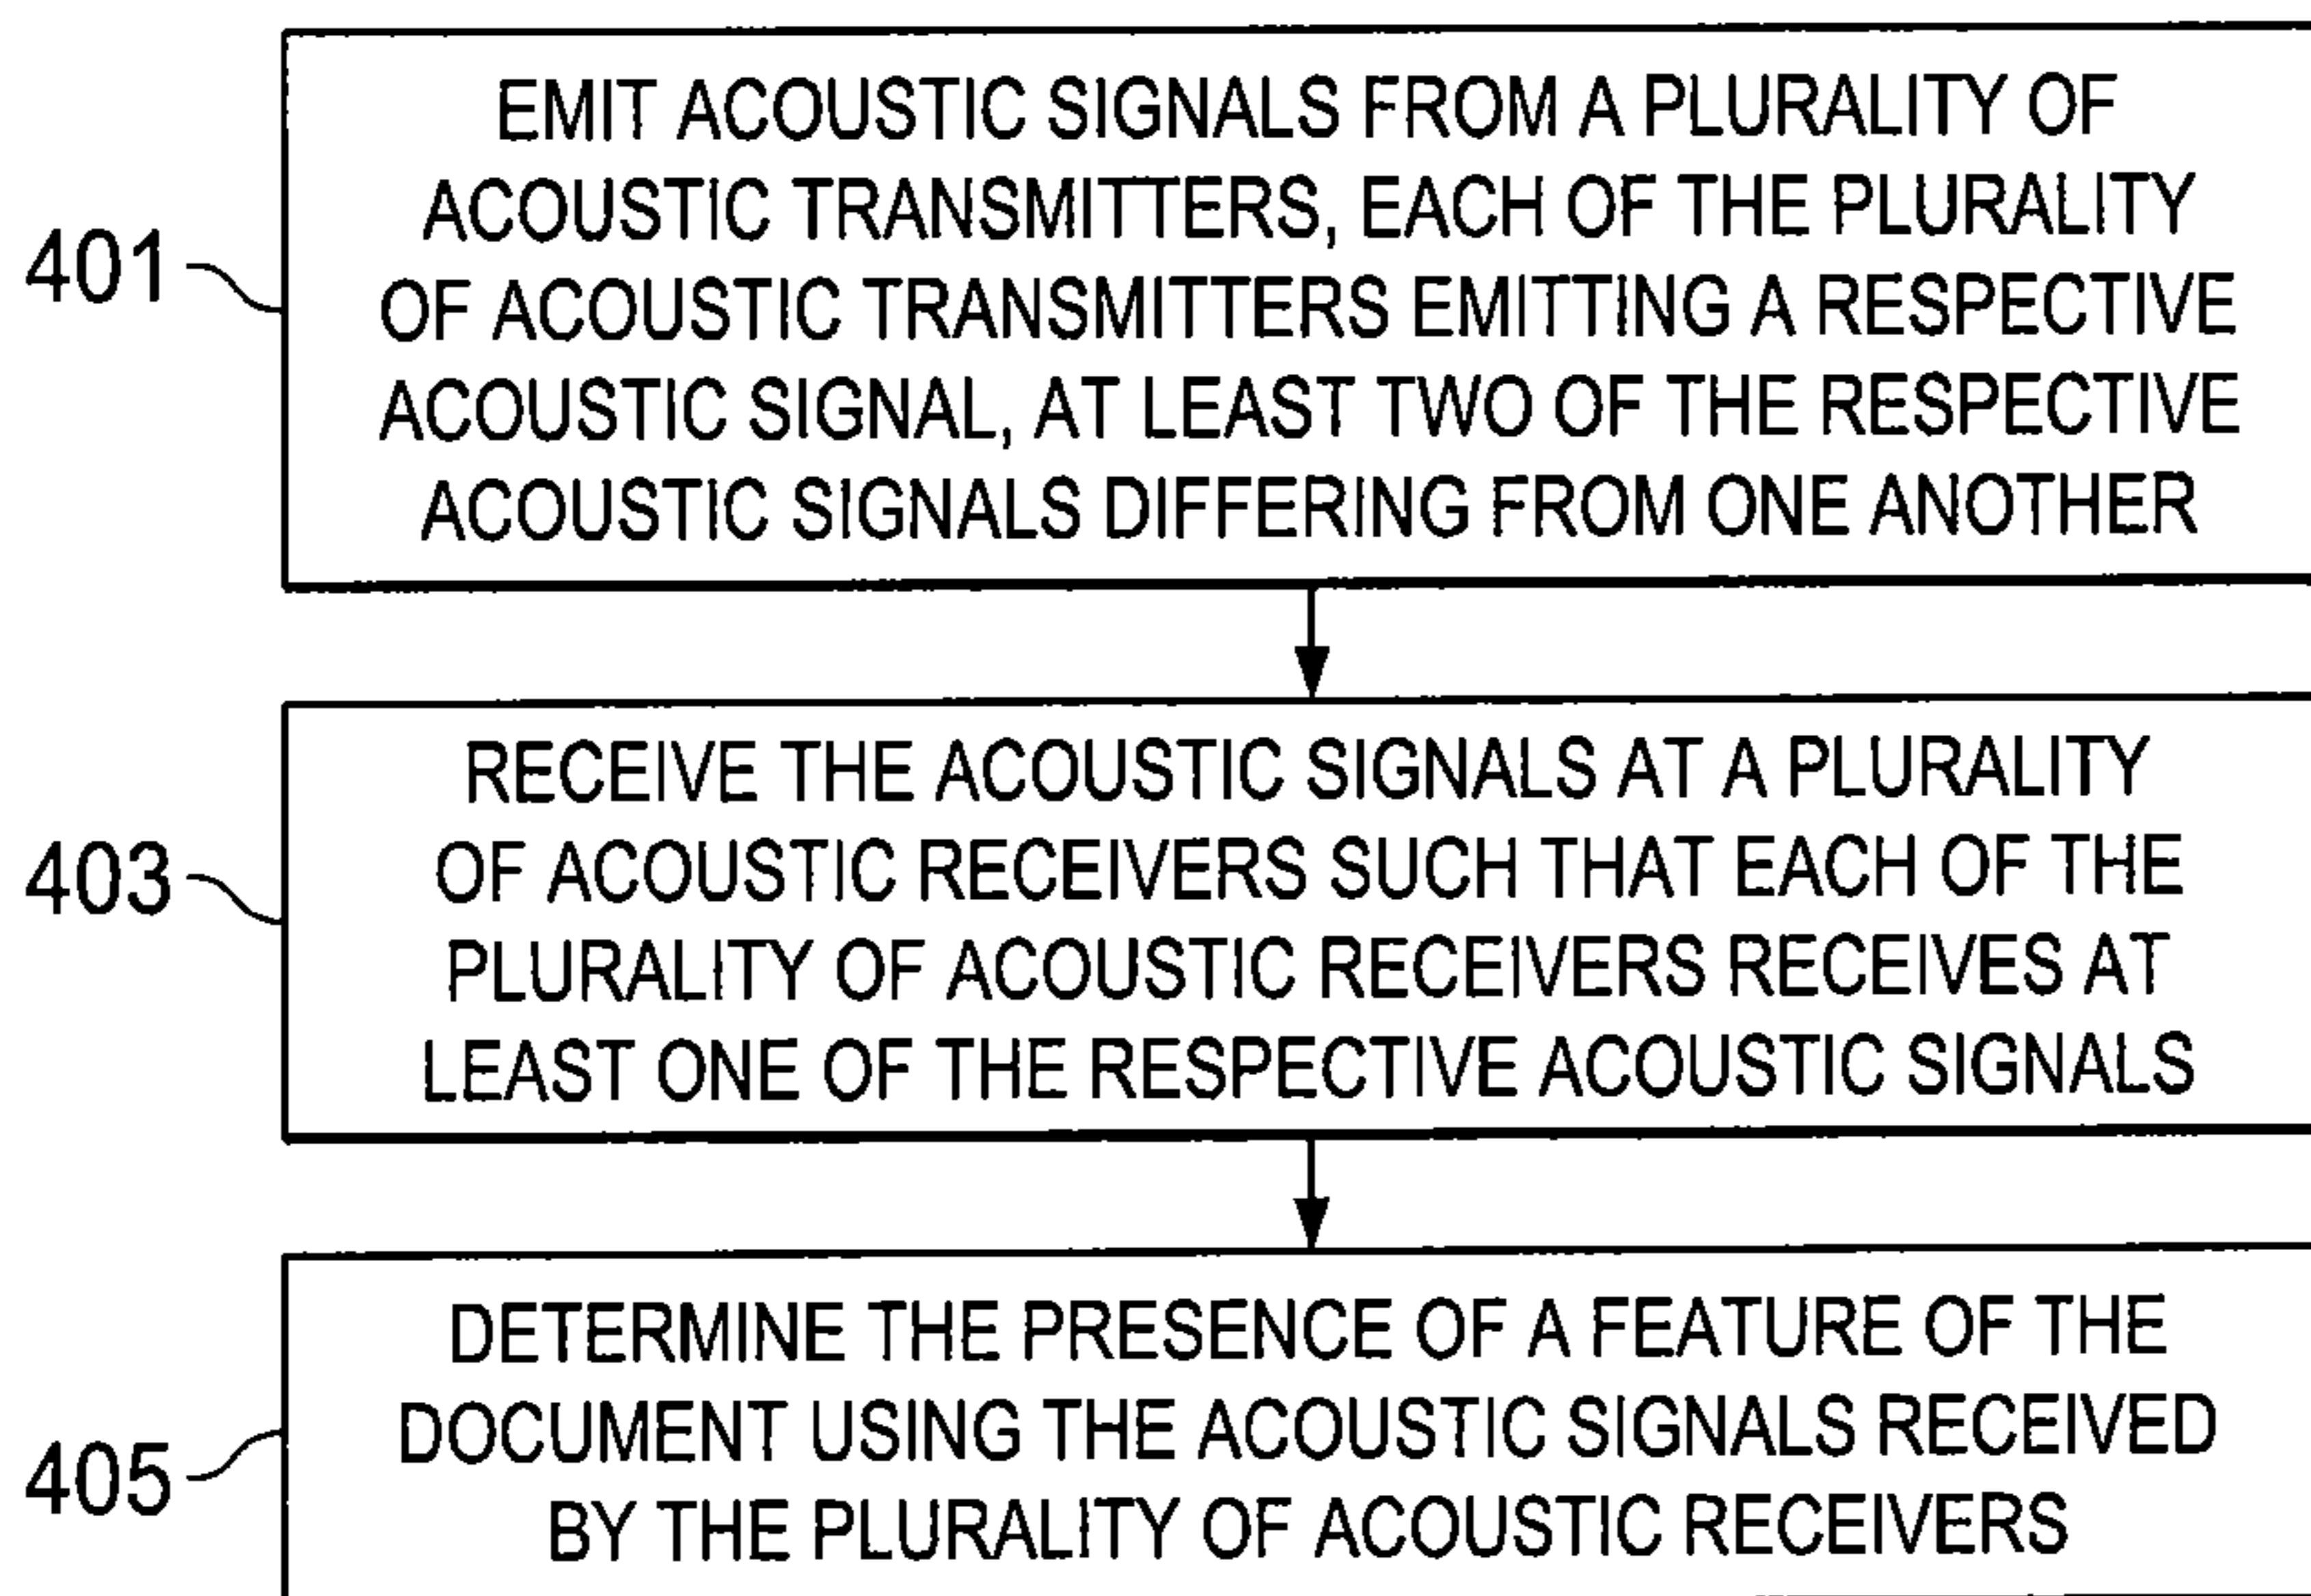 EMIT ACOUSTIC SIGNALS FROM A PLURALITY OF
ACOUSTIC TRANSMITTERS, EACH OF THE PLURALITY
401
OF ACOUSTIC TRANSMITTERS EMITTING A RESPECTIVE
ACOUSTIC SIGNAL, AT LEAST TWO OF THE RESPECTIVE
ACOUSTIC SIGNALS DIFFERING FROM ONE ANOTHER
RECEIVE THE ACOUSTIC SIGNALS AT A PLURALITY
403
OF ACOUSTIC RECEIVERS SUCH THAT EACH OF THE
PLURALITY OF ACOUSTIC RECEIVERS RECEIVES AT
LEAST ONE OF THE RESPECTIVE ACOUSTIC SIGNALS
DETERMINE THE PRESENCE OF A FEATURE OF THE
DOCUMENT USING THE ACOUSTIC SIGNALS RECEIVED
405
BY THE PLURALITY OF ACOUSTIC RECEIVERS